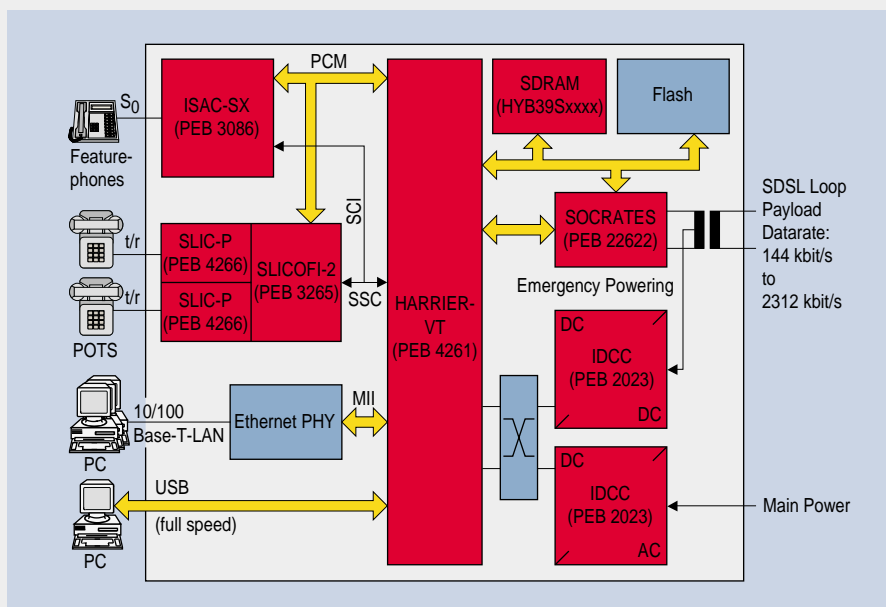 PCM
S0
ISAC-SX
(PEB 3086)
Feature-
phones
SCI
t/r
SLIC-P
(PEB 4266)
SLICOFI-2
(PEB 3265)
t/r
SLIC-P
(PEB 4266)
POTS
SSC
HARRIER-
VT
(PEB 4261)
10/100
Base-T-LAN
PC
Ethernet PHY
MII
USB
(full speed)
PC
SDRAM
(HYB39Sxxxx)
Flash
SOCRATES
(PEB 22622)
SDSL Loop
Payload
Datarate:
144 kbit/s
to
2312 kbit/s
Emergency Powering
DC
IDCC
(PEB 2023)
DC
DC
IDCC
(PEB 2023)
AC
Main Power